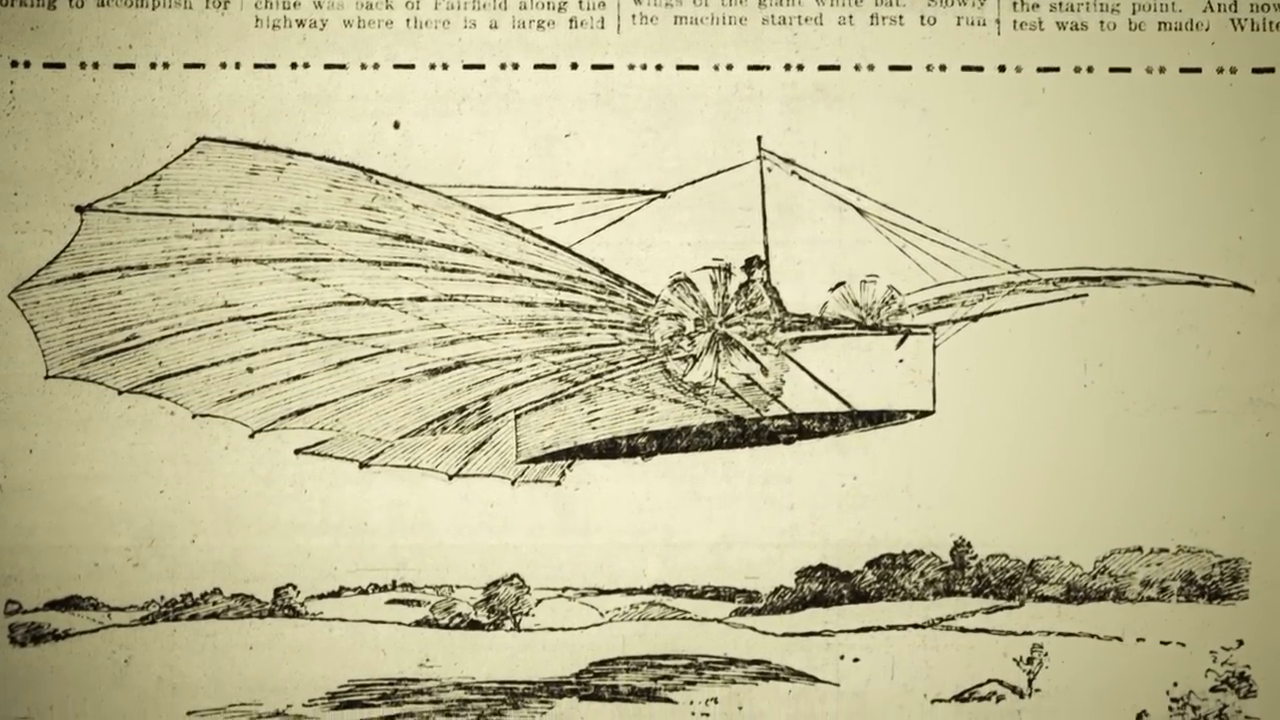 to accomplish for
chine was back of Fairfield along the
highway where there is a large field
wings of the giant white bat. Slowly
the machine started at first to run
the starting point. And now
test was to be made. White